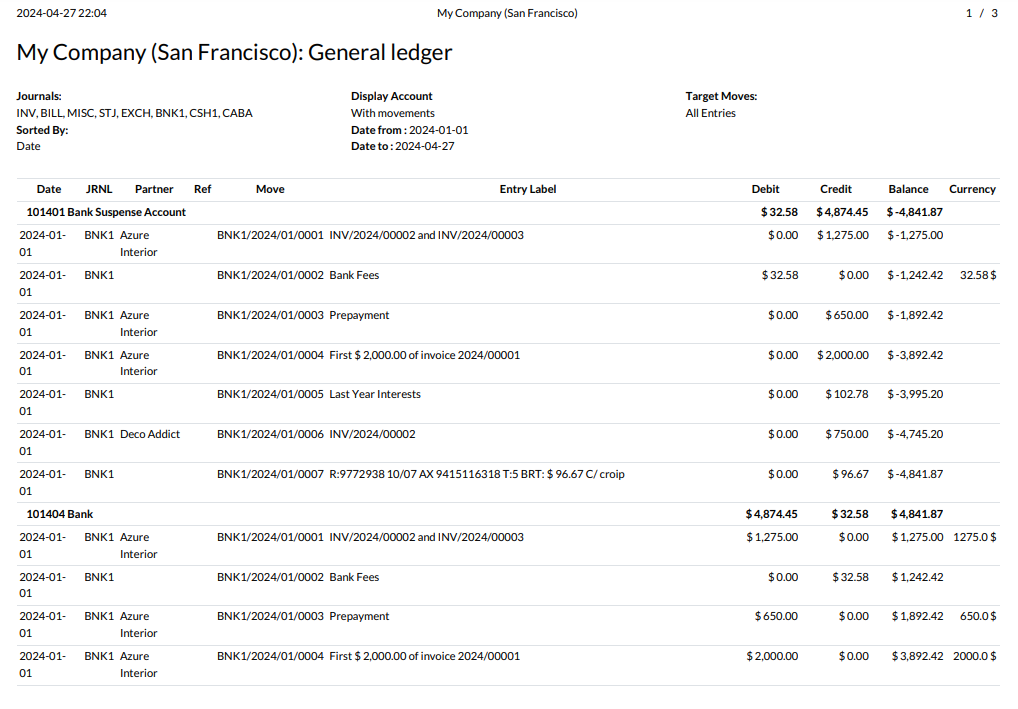 2024-04-27 22:04 My Company (San Francisco) 1 / 3
My Company (San Francisco): General ledger
Journals: Display Account Target Moves:
INV, BILL, MISC, STJ, EXCH, BNK1, CSH1, CABA With movements All Entries
Sorted By: Date from : 2024-01-01
Date Date to : 2024-04-27
Date JRNL Partner Ref Move Entry Label Debit Credit Balance Currency
101401 Bank Suspense Account $ 32.58 $ 4,874.45 $ -4,841.87
2024-01- BNK1 Azure BNK1/2024/01/0001 INV/2024/00002 and INV/2024/00003 $ 0.00 $ 1,275.00 $ -1,275.00
01 Interior
2024-01- BNK1 BNK1/2024/01/0002 Bank Fees $ 32.58 $ 0.00 $ -1,242.42 32.58 $
01
2024-01- BNK1 Azure BNK1/2024/01/0003 Prepayment $ 0.00 $ 650.00 $ -1,892.42
01 Interior
2024-01- BNK1 Azure BNK1/2024/01/0004 First $ 2,000.00 of invoice 2024/00001 $ 0.00 $ 2,000.00 $ -3,892.42
01 Interior
2024-01- BNK1 BNK1/2024/01/0005 Last Year Interests $ 0.00 $ 102.78 $ -3,995.20
01
2024-01- BNK1 Deco Addict BNK1/2024/01/0006 INV/2024/00002 $ 0.00 $ 750.00 $ -4,745.20
01
2024-01- BNK1 BNK1/2024/01/0007 R:9772938 10/07 AX 9415116318 T:5 BRT: $ 96.67 C/ croip $ 0.00 $ 96.67 $ -4,841.87
01
101404 Bank $ 4,874.45 $ 32.58 $ 4,841.87
2024-01- BNK1 Azure BNK1/2024/01/0001 INV/2024/00002 and INV/2024/00003 $ 1,275.00 $ 0.00 $ 1,275.00 1275.0 $
01 Interior
2024-01- BNK1 BNK1/2024/01/0002 Bank Fees $ 0.00 $ 32.58 $ 1,242.42
01
2024-01- BNK1 Azure BNK1/2024/01/0003 Prepayment $ 650.00 $ 0.00 $ 1,892.42 650.0 $
01 Interior
2024-01- BNK1 Azure BNK1/2024/01/0004 First $ 2,000.00 of invoice 2024/00001 $ 2,000.00 $ 0.00 $ 3,892.42 2000.0 $
01 Interior